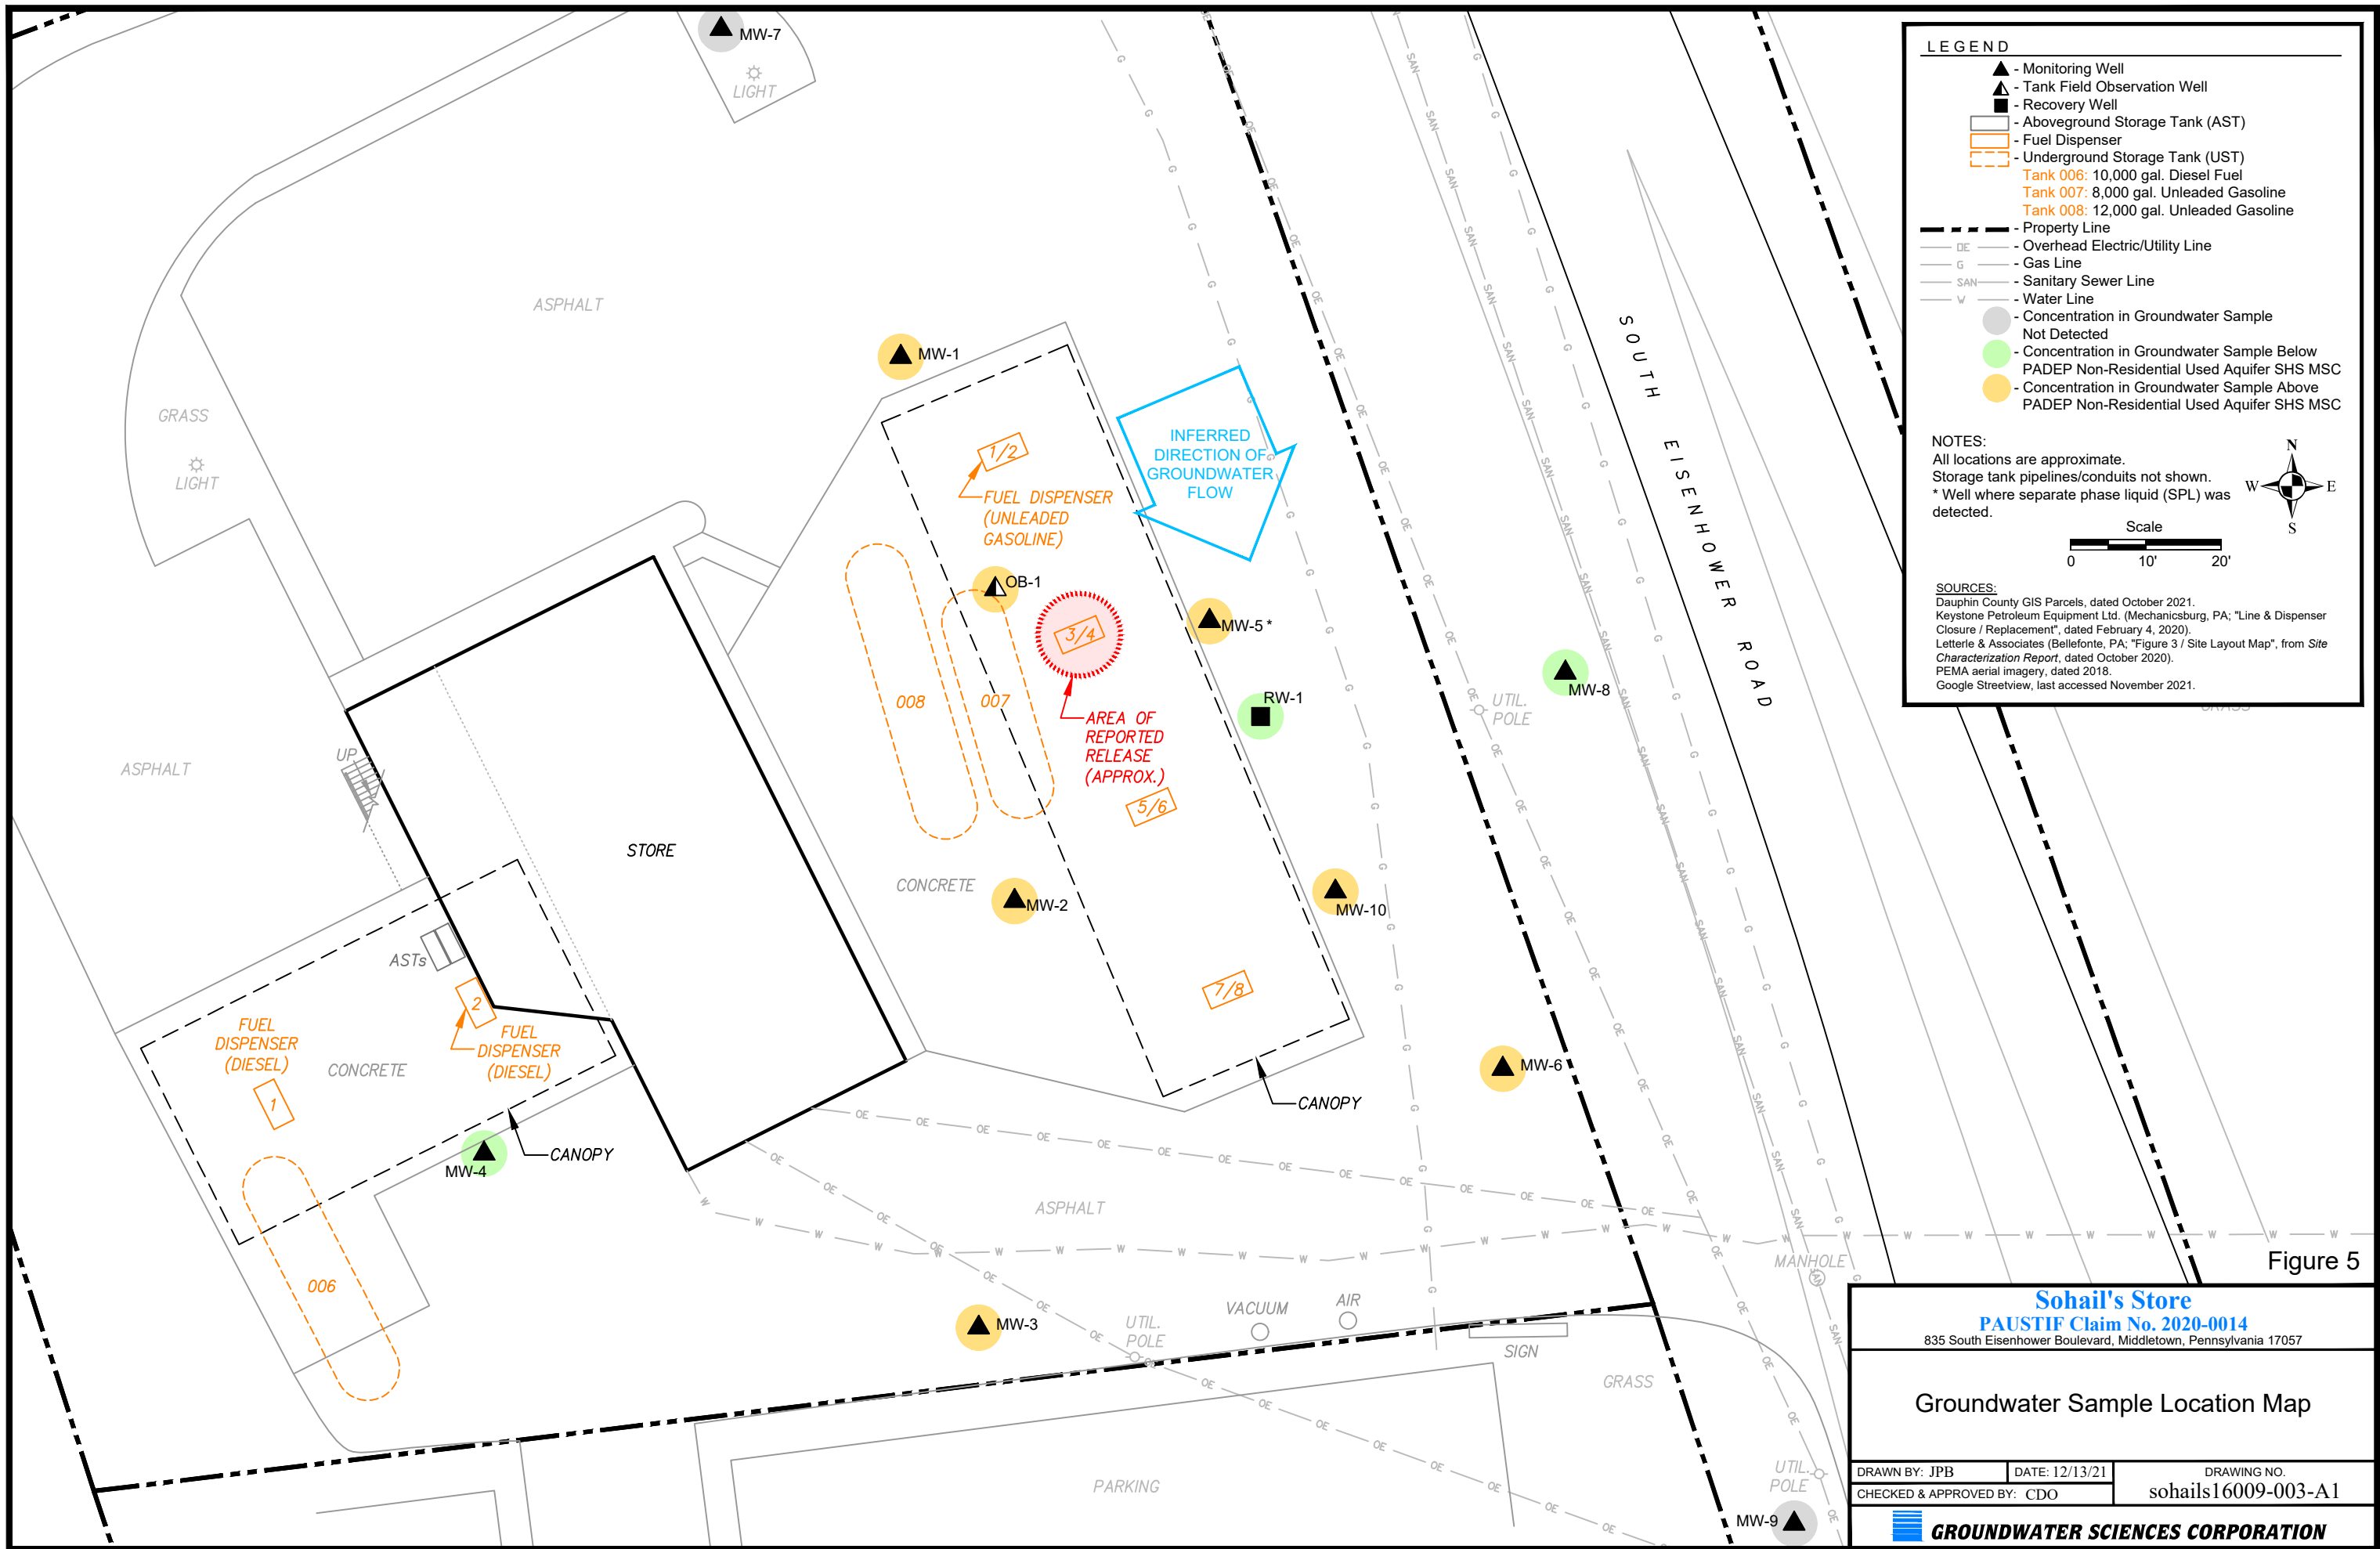 MW-7
LIGHT
ASPHALT
MW-1
GRASS
LIGHT
1/2
FUEL DISPENSER
(UNLEADED
GASOLINE)
INFERRED
DIRECTION OF
GROUNDWATER
FLOW
OB-1
3/4
MW-5 *
008
007
AREA OF
REPORTED
RELEASE
(APPROX.)
RW-1
UTIL.
POLE
MW-8
SOUTH EISENHOWER ROAD
ASPHALT
UP
STORE
5/6
CONCRETE
MW-2
MW-10
ASTs
2
7/8
FUEL
DISPENSER
(DIESEL)
FUEL
DISPENSER
(DIESEL)
CONCRETE
1
MW-6
CANOPY
CANOPY
MW-4
ASPHALT
006
MANHOLE
MW-3
UTIL.
POLE
VACUUM
AIR
SIGN
GRASS
PARKING
UTIL.
POLE
MW-9
GRASS
LEGEND
- Monitoring Well
- Tank Field Observation Well
- Recovery Well
- Aboveground Storage Tank (AST)
- Fuel Dispenser
- Underground Storage Tank (UST)
Tank 006: 10,000 gal. Diesel Fuel
Tank 007: 8,000 gal. Unleaded Gasoline
Tank 008: 12,000 gal. Unleaded Gasoline
- Property Line
OE - Overhead Electric/Utility Line
G - Gas Line
SAN - Sanitary Sewer Line
W - Water Line
- Concentration in Groundwater Sample
Not Detected
- Concentration in Groundwater Sample Below
PADEP Non-Residential Used Aquifer SHS MSC
- Concentration in Groundwater Sample Above
PADEP Non-Residential Used Aquifer SHS MSC
NOTES:
All locations are approximate.
Storage tank pipelines/conduits not shown.
* Well where separate phase liquid (SPL) was
detected.
N
W E
S
Scale
0 10' 20'
SOURCES:
Dauphin County GIS Parcels, dated October 2021.
Keystone Petroleum Equipment Ltd. (Mechanicsburg, PA; "Line & Dispenser
Closure / Replacement", dated February 4, 2020).
Letterle & Associates (Bellefonte, PA; "Figure 3 / Site Layout Map", from Site
Characterization Report, dated October 2020).
PEMA aerial imagery, dated 2018.
Google Streetview, last accessed November 2021.
Figure 5
Sohail's Store
PAUSTIF Claim No. 2020-0014
835 South Eisenhower Boulevard, Middletown, Pennsylvania 17057
Groundwater Sample Location Map
DRAWN BY: JPB
DATE: 12/13/21
DRAWING NO.
CHECKED & APPROVED BY: CDO
sohails16009-003-A1
GROUNDWATER SCIENCES CORPORATION